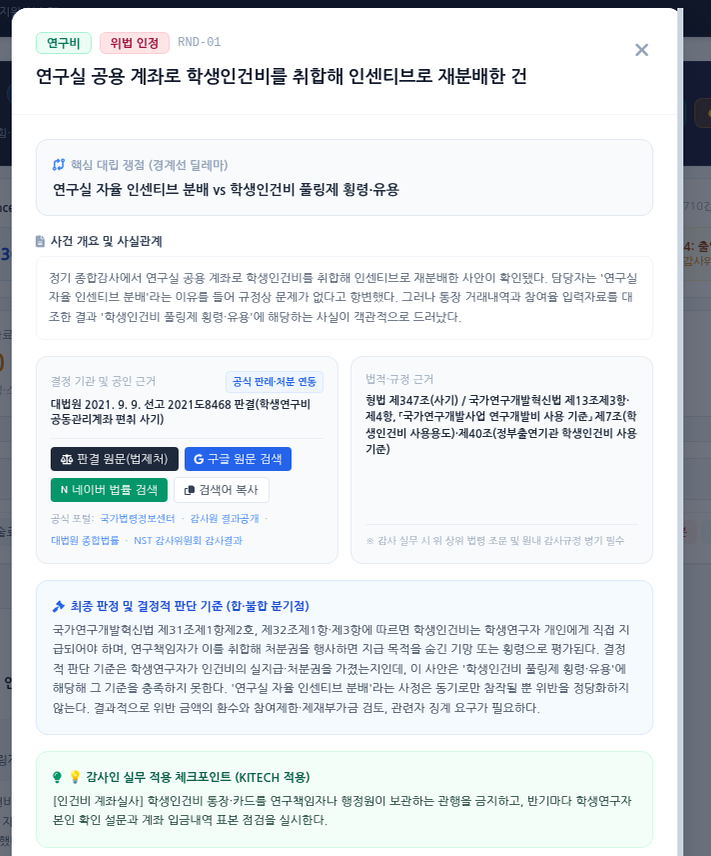 연구비 위법 인정 RND-01
연구실 공용 계좌로 학생인건비를 취합해 인센티브로 재분배한 건
핵심 대립 쟁점 (경계선 딜레마)
연구실 자율 인센티브 분배 vs 학생인건비 풀링제 횡령·유용
사건 개요 및 사실관계
정기 종합감사에서 연구실 공용 계좌로 학생인건비를 취합해 인센티브로 재분배한 사안이 확인됐다. 담당자는 '연구실
자율 인센티브 분배'라는 이유를 들어 규정상 문제가 없다고 항변했다. 그러나 통장 거래내역과 참여율 입력자료를 대
조한 결과 '학생인건비 풀링제 횡령·유용'에 해당하는 사실이 객관적으로 드러났다.
결정 기관 및 공인 근거 공식 판례·처분 연동
대법원 2021. 9. 9. 선고 2021도8468 판결(학생연구비
공동관리계좌 편취 사기)
판결 원문(법제처) G 구글 원문 검색
N 네이버 법률 검색 검색어 복사
공식 포털: 국가법령정보센터 · 감사원 결과공개 ·
대법원 종합법률 · NST 감사위원회 감사결과
법적·규정 근거
형법 제347조(사기) / 국가연구개발혁신법 제13조제3항·
제4항, 「국가연구개발사업 연구개발비 사용 기준」 제7조(학
생인건비 사용용도)·제40조(정부출연기관 학생인건비 사용
기준)
※ 감사 실무 시 위 상위 법령 조문 및 원내 감사규정 병기 필수
최종 판정 및 결정적 판단 기준 (합·불합 분기점)
국가연구개발혁신법 제31조제1항제2호, 제32조제1항·제3항에 따르면 학생인건비는 학생연구자 개인에게 직접 지
급되어야 하며, 연구책임자가 이를 취합해 처분권을 행사하면 지급 목적을 숨긴 기망 또는 횡령으로 평가된다. 결정
적 판단 기준은 학생연구자가 인건비의 실지급·처분권을 가졌는지인데, 이 사안은 '학생인건비 풀링제 횡령·유용'에
해당해 그 기준을 충족하지 못한다. '연구실 자율 인센티브 분배'라는 사정은 동기로만 참작될 뿐 위반을 정당화하지
않는다. 결과적으로 위반 금액의 환수와 참여제한·제재부가금 검토, 관련자 징계 요구가 필요하다.
감사인 실무 적용 체크포인트 (KITECH 적용)
[인건비 계좌실사] 학생인건비 통장·카드를 연구책임자나 행정원이 보관하는 관행을 금지하고, 반기마다 학생연구자
본인 확인 설문과 계좌 입금내역 표본 점검을 실시한다.